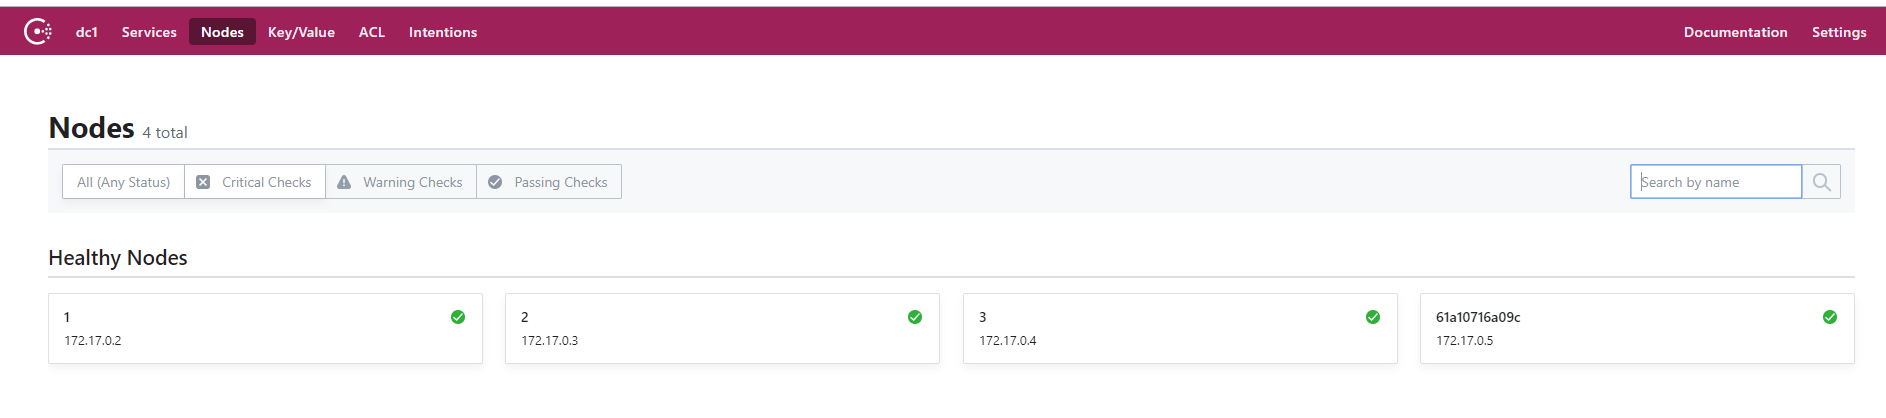 dc1 Services Nodes Key/Value ACL Intentions Documentation Settings
Nodes 4 total
All (Any Status) Critical Checks Warning Checks Passing Checks Search by name
Healthy Nodes
1
172.17.0.2
2
172.17.0.3
3
172.17.0.4
61a10716a09c
172.17.0.5